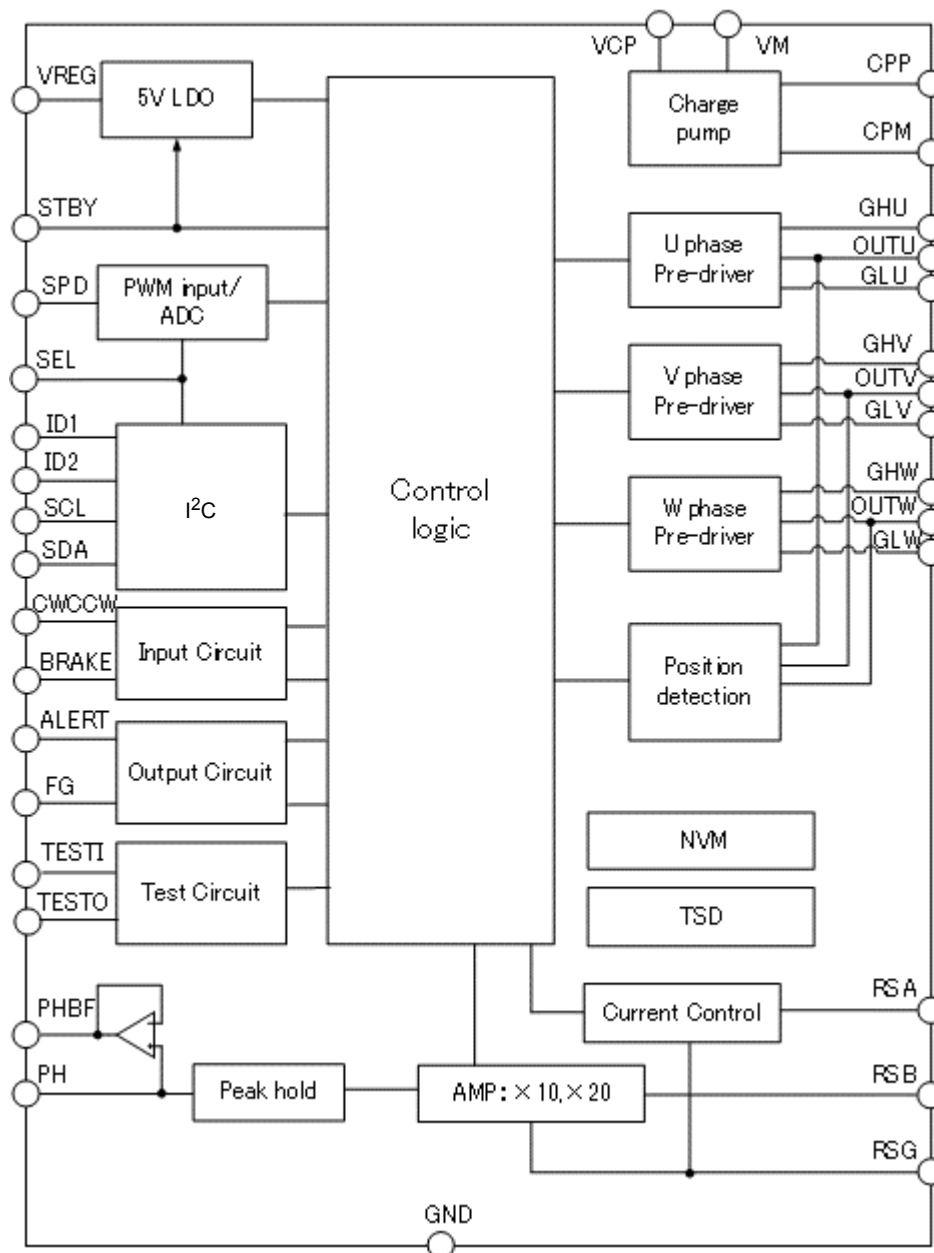 VCP
VM
VREG
5V LDO
Charge
pump
CPP
CPM
STBY
SPD
PWM input/
ADC
SEL
ID1
ID2
SCL
SDA
I²C
CWCCW
BRAKE
Input Circuit
ALERT
FG
Output Circuit
TESTI
TESTO
Test Circuit
Control
logic
U phase
Pre-driver
GHU
OUTU
GLU
V phase
Pre-driver
GHV
OUTV
GLV
W phase
Pre-driver
GHW
OUTW
GLW
Position
detection
NVM
TSD
PHBF
PH
Peak hold
AMP: ×10,×20
Current Control
RSA
RSB
RSG
GND